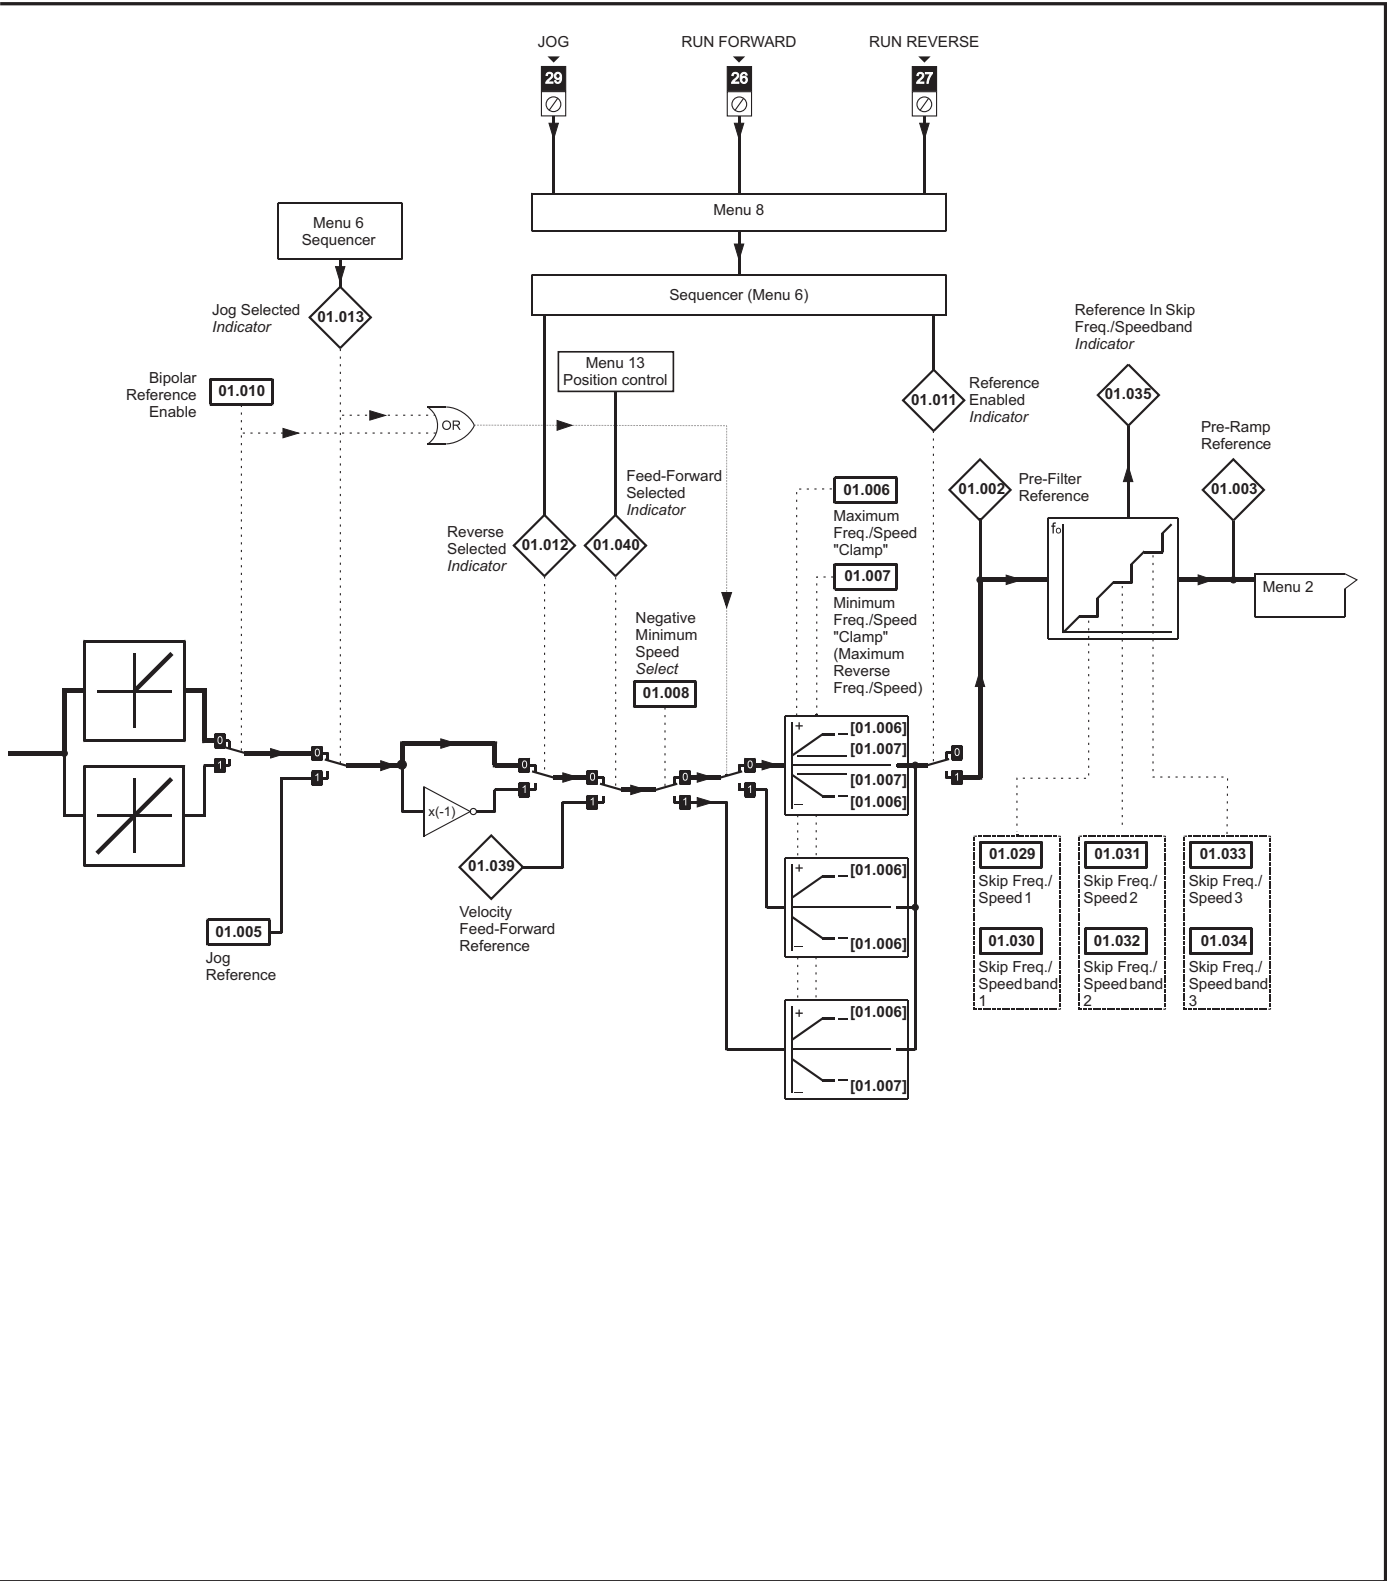 JOG
RUN FORWARD
RUN REVERSE
29
26
27
Menu 8
Menu 6
Sequencer
Sequencer (Menu 6)
Jog Selected
Indicator
01.013
Reference In Skip
Freq./Speedband
Indicator
Menu 13
Position control
Bipolar
Reference
Enable
01.010
OR
01.011
Reference
Enabled
Indicator
01.035
Pre-Ramp
Reference
Feed-Forward
Selected
Indicator
01.006
Maximum
Freq./Speed
"Clamp"
01.002
Pre-Filter
Reference
01.003
Reverse
Selected
Indicator
01.012
01.040
fo
01.007
Minimum
Freq./Speed
"Clamp"
(Maximum
Reverse
Freq./Speed)
Menu 2
Negative
Minimum
Speed
Select
01.008
0
1
0
1
x(-1)
0
1
0
1
0
1
0
1
+
[01.006]
[01.007]
[01.007]
[01.006]
–
0
1
01.039
Velocity
Feed-Forward
Reference
+
[01.006]
–
[01.006]
01.005
Jog
Reference
+
[01.006]
–
[01.007]
01.029
Skip Freq./
Speed 1
01.030
Skip Freq./
Speed band
1
01.031
Skip Freq./
Speed 2
01.032
Skip Freq./
Speed band
2
01.033
Skip Freq./
Speed 3
01.034
Skip Freq./
Speed band
3